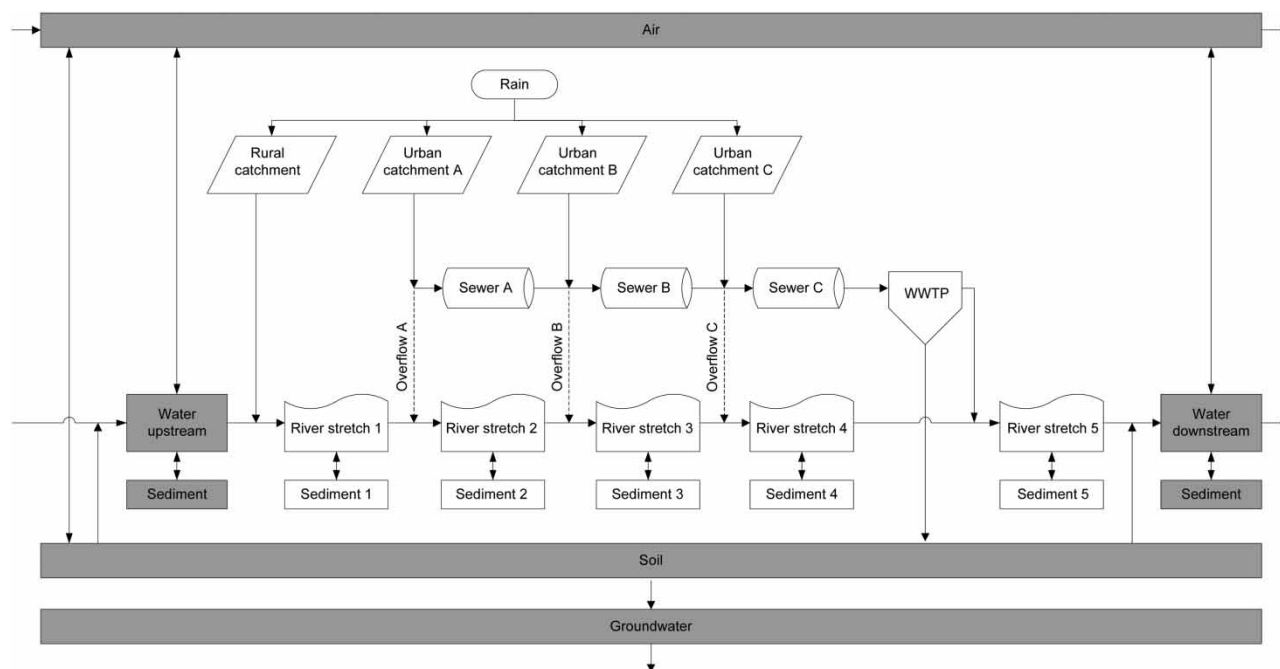 Air
Rain
Rural
catchment
Urban
catchment A
Urban
catchment B
Urban
catchment C
Sewer A
Sewer B
Sewer C
WWTP
Overflow A
Overflow B
Overflow C
Water
upstream
River stretch 1
River stretch 2
River stretch 3
River stretch 4
River stretch 5
Water
downstream
Sediment
Sediment 1
Sediment 2
Sediment 3
Sediment 4
Sediment 5
Sediment
Soil
Groundwater